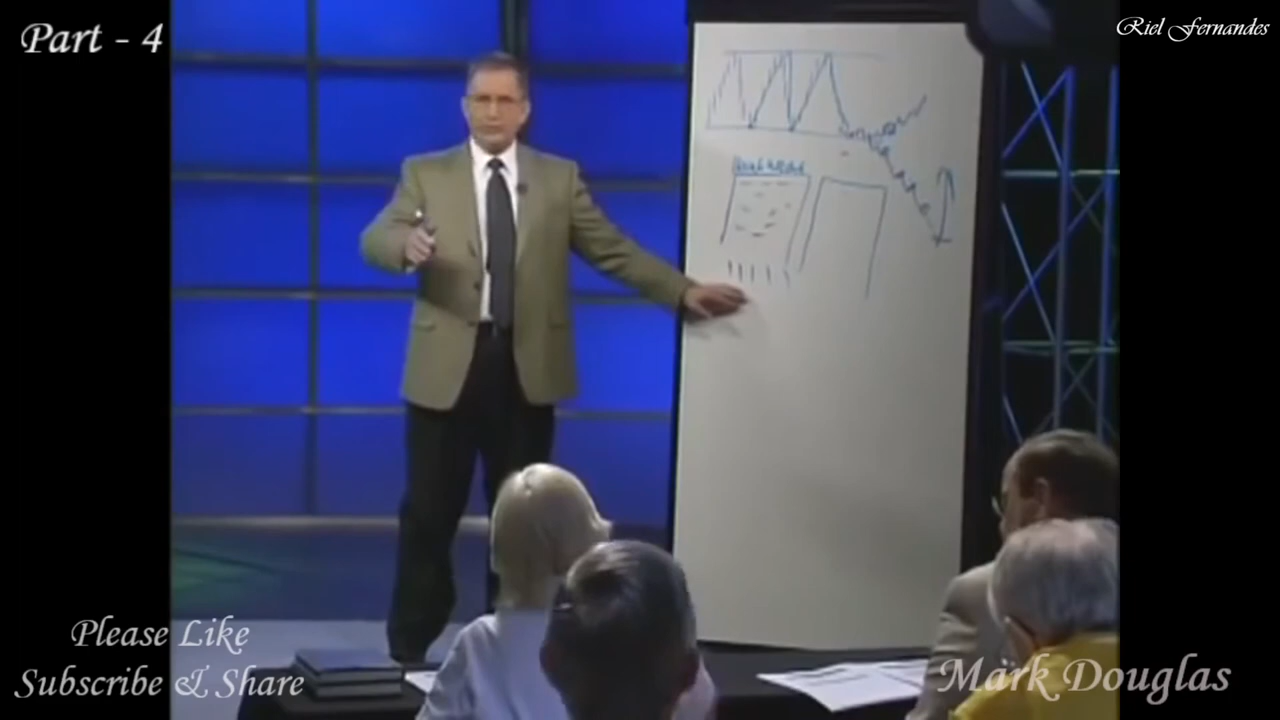 Part - 4
Riel Fernandes
Please Like
Subscribe & Share
Mark Douglas